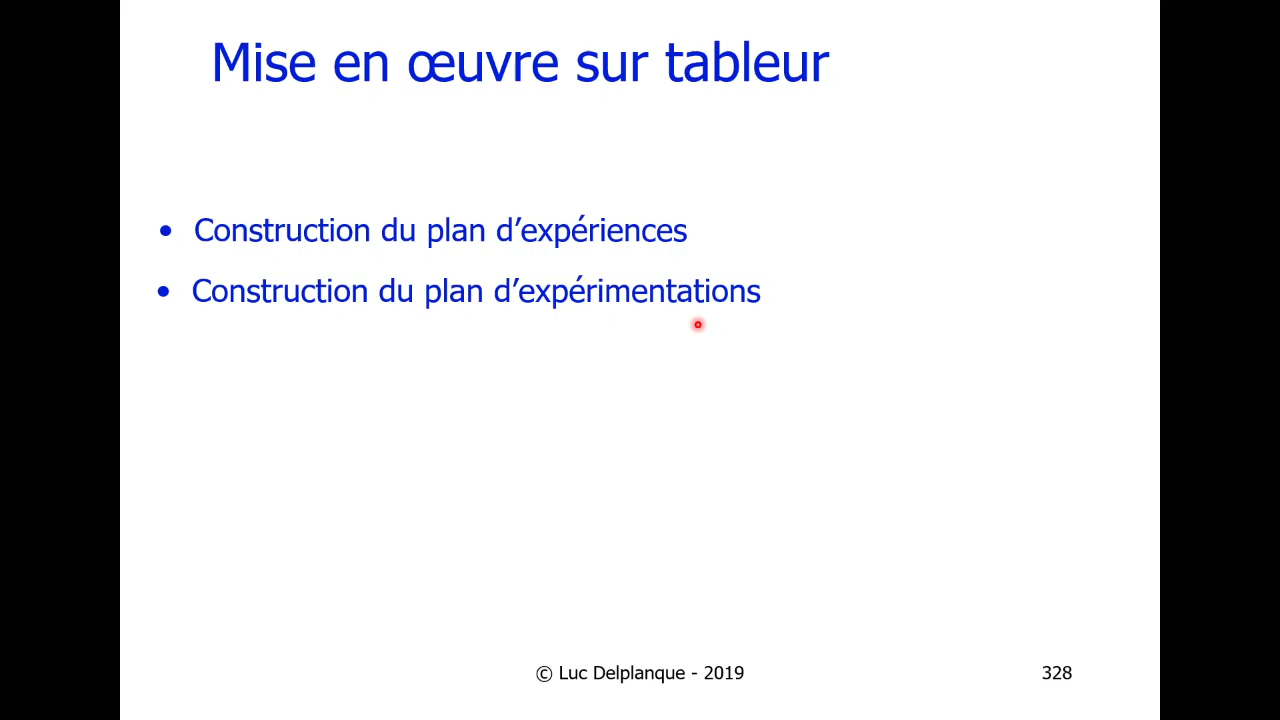 Mise en œuvre sur tableur
• Construction du plan d’expériences
• Construction du plan d’expérimentations
© Luc Delplanque - 2019
328